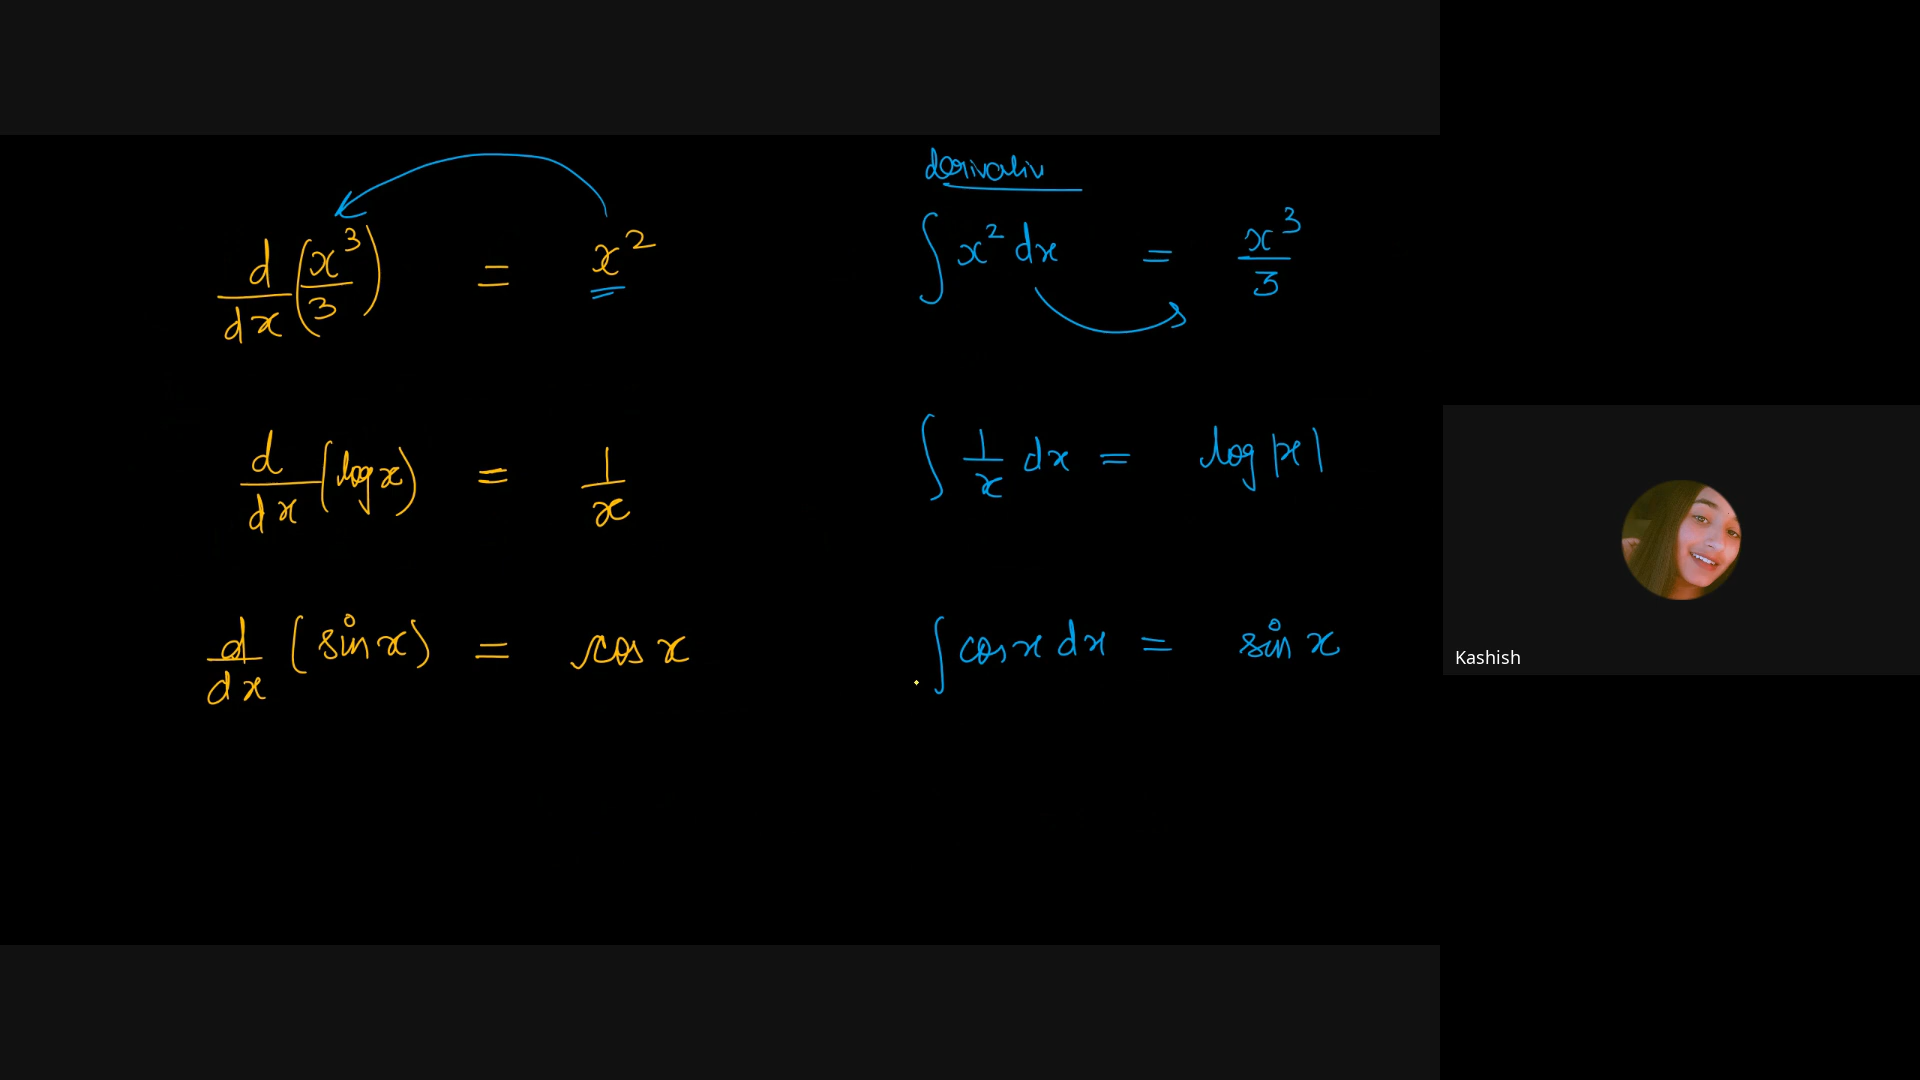 derivativ
d/dx (x³/3) = x²
∫ x² dx = x³/3
d/dx (log x) = 1/x
∫ 1/x dx = log |x|
d/dx (sin x) = cos x
∫ cos x dx = sin x
Kashish